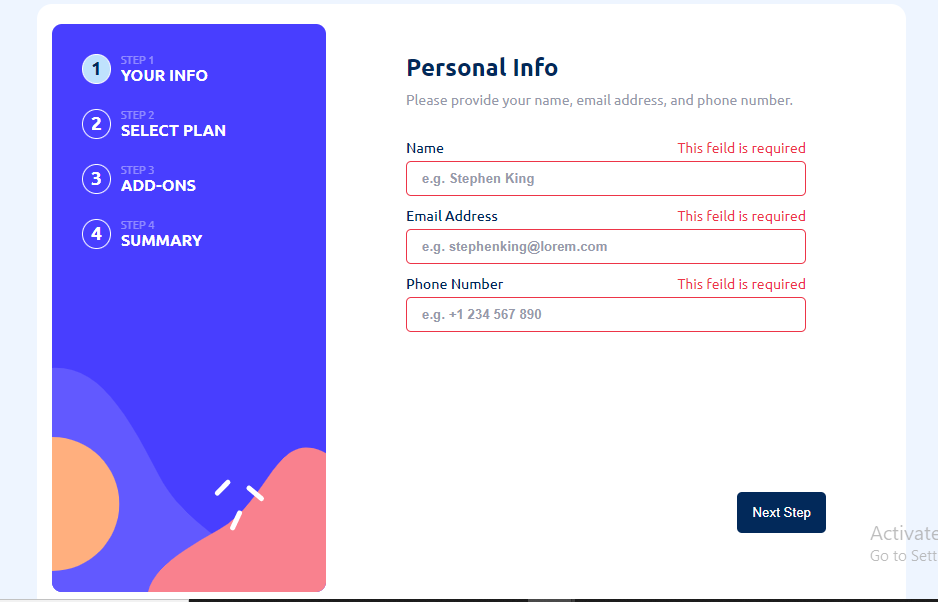 1
STEP 1
YOUR INFO
2
STEP 2
SELECT PLAN
3
STEP 3
ADD-ONS
4
STEP 4
SUMMARY
Personal Info
Please provide your name, email address, and phone number.
Name This feild is required
e.g. Stephen King
Email Address This feild is required
e.g. stephenking@lorem.com
Phone Number This feild is required
e.g. +1 234 567 890
Next Step
Activate
Go to Sett